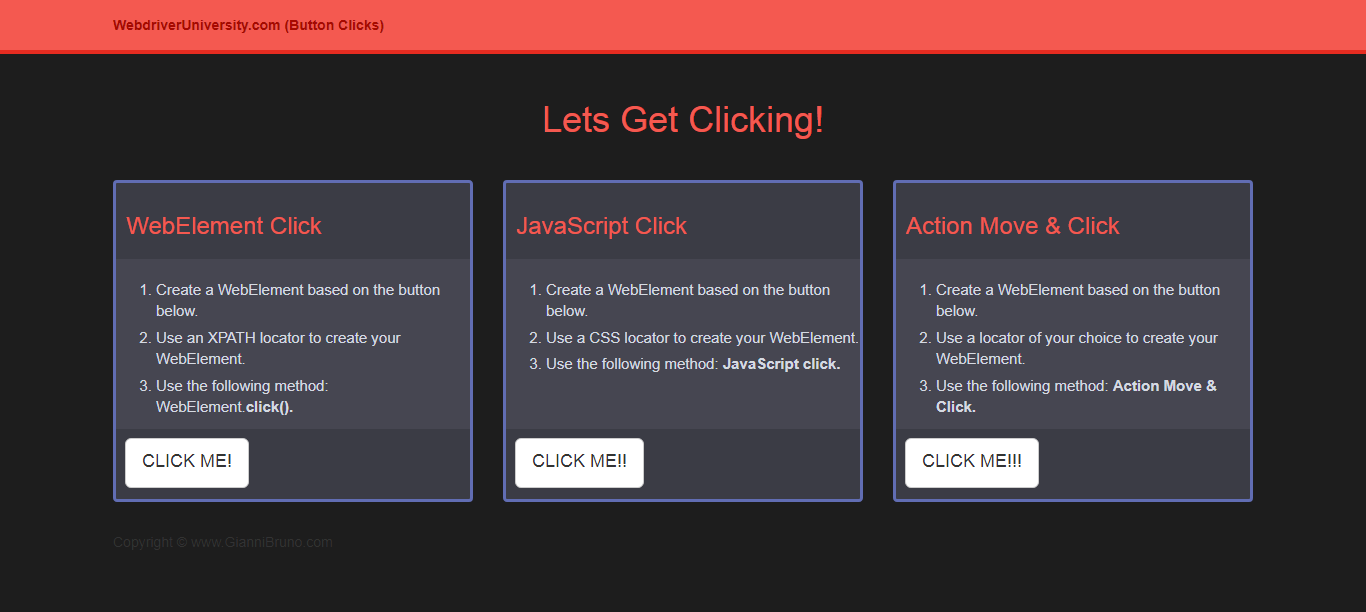 WebdriverUniversity.com (Button Clicks)
Lets Get Clicking!
WebElement Click
1. Create a WebElement based on the button
below.
2. Use an XPATH locator to create your
WebElement.
3. Use the following method:
WebElement.click().
CLICK ME!
JavaScript Click
1. Create a WebElement based on the button
below.
2. Use a CSS locator to create your WebElement.
3. Use the following method: JavaScript click.
CLICK ME!!
Action Move & Click
1. Create a WebElement based on the button
below.
2. Use a locator of your choice to create your
WebElement.
3. Use the following method: Action Move &
Click.
CLICK ME!!!
Copyright © www.GianniBruno.com